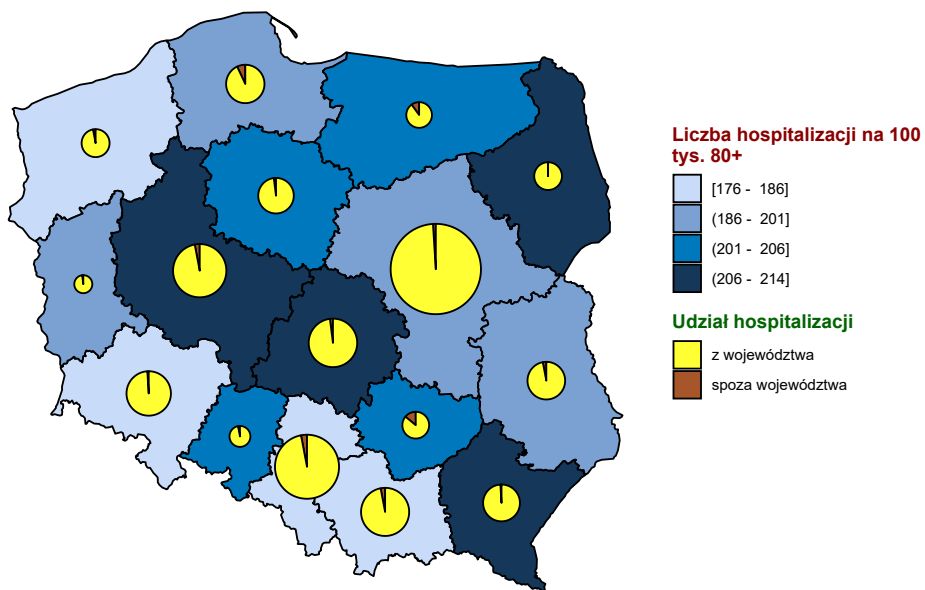 Liczba hospitalizacji na 100
tys. 80+
[176 - 186]
(186 - 201]
(201 - 206]
(206 - 214]
Udział hospitalizacji
z województwa
spoza województwa